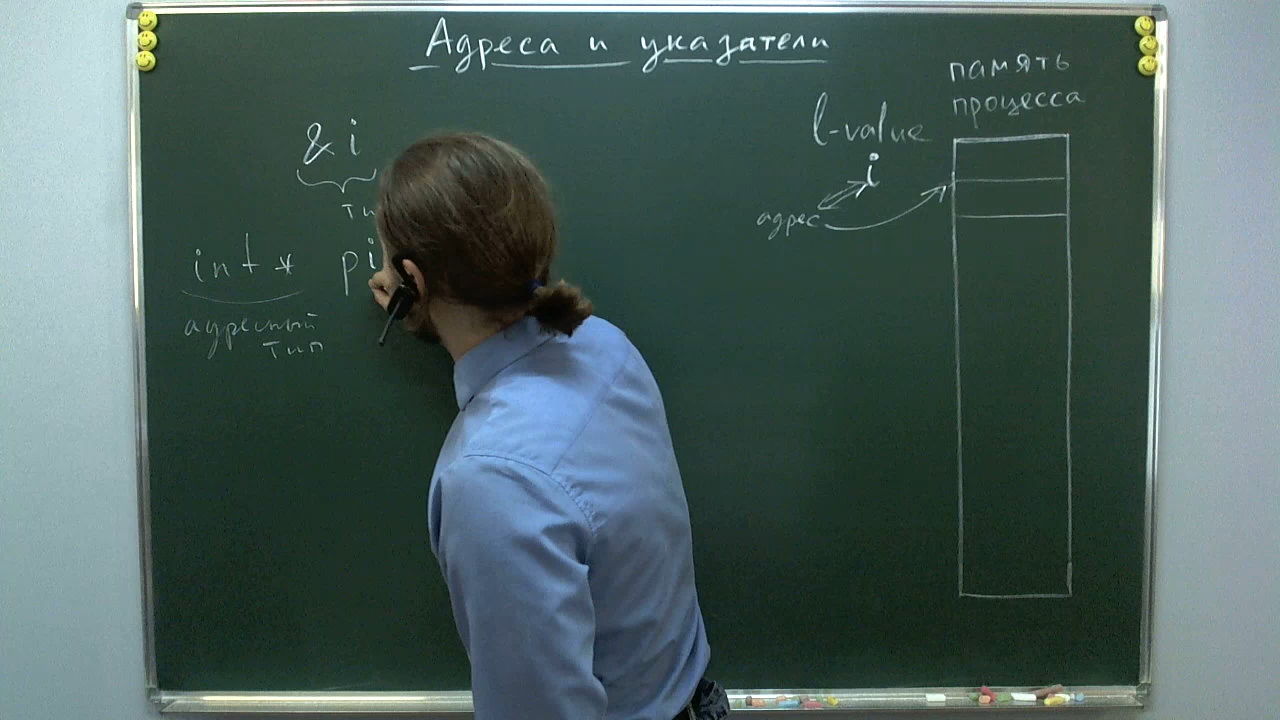 Адреса и указатели
&i
int * pi
адресный
тип
l-value
i
адрес
память
процесса